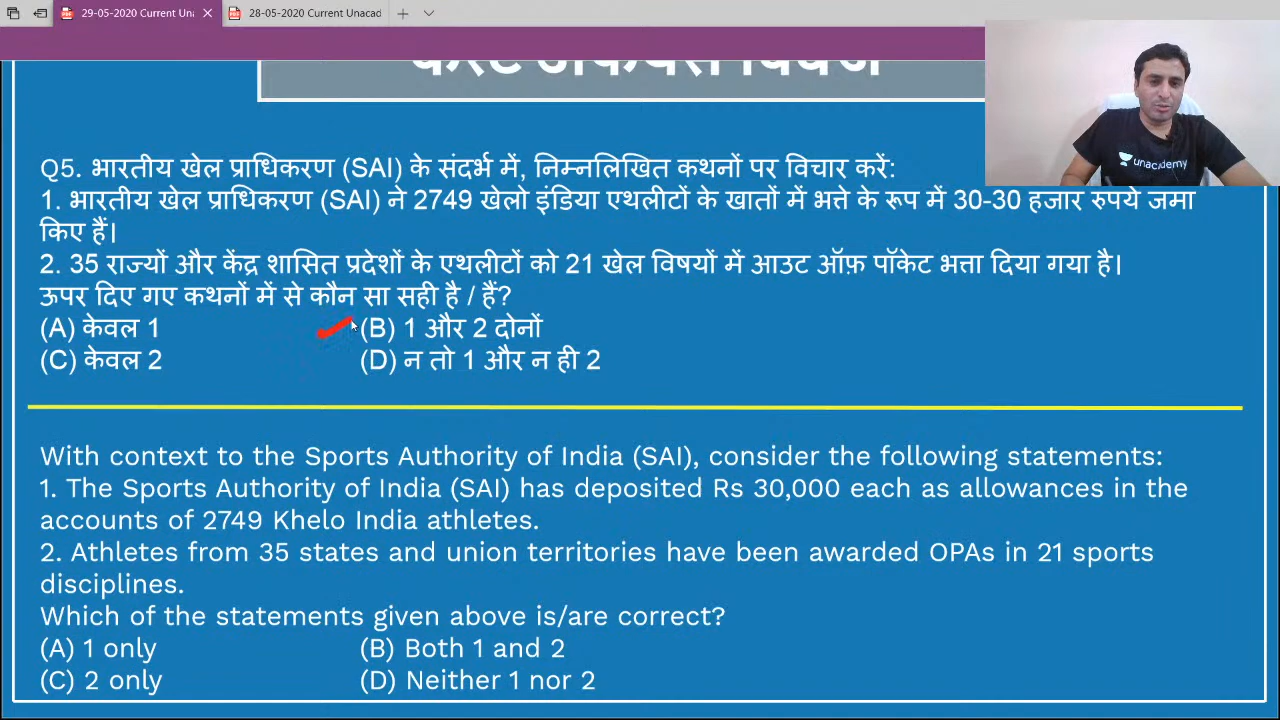 29-05-2020 Current Una
28-05-2020 Current Unacad
Q5. भारतीय खेल प्राधिकरण (SAI) के संदर्भ में, निम्नलिखित कथनों पर विचार करें:
1. भारतीय खेल प्राधिकरण (SAI) ने 2749 खेलो इंडिया एथलीटों के खातों में भत्ते के रूप में 30-30 हजार रुपये जमा
किए हैं।
2. 35 राज्यों और केंद्र शासित प्रदेशों के एथलीटों को 21 खेल विषयों में आउट ऑफ़ पॉकेट भत्ता दिया गया है।
ऊपर दिए गए कथनों में से कौन सा सही है / हैं?
(A) केवल 1 (B) 1 और 2 दोनों
(C) केवल 2 (D) न तो 1 और न ही 2
With context to the Sports Authority of India (SAI), consider the following statements:
1. The Sports Authority of India (SAI) has deposited Rs 30,000 each as allowances in the
accounts of 2749 Khelo India athletes.
2. Athletes from 35 states and union territories have been awarded OPAs in 21 sports
disciplines.
Which of the statements given above is/are correct?
(A) 1 only (B) Both 1 and 2
(C) 2 only (D) Neither 1 nor 2
unacademy